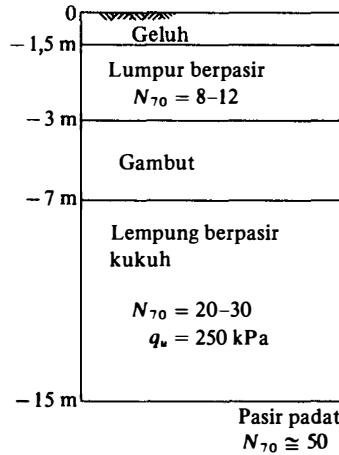 0
Geluh
−1,5 m
Lumpur berpasir
N₇₀ = 8–12
−3 m
Gambut
−7 m
Lempung berpasir
kukuh
N₇₀ = 20–30
qᵤ = 250 kPa
−15 m
Pasir padat
N₇₀ ≅ 50